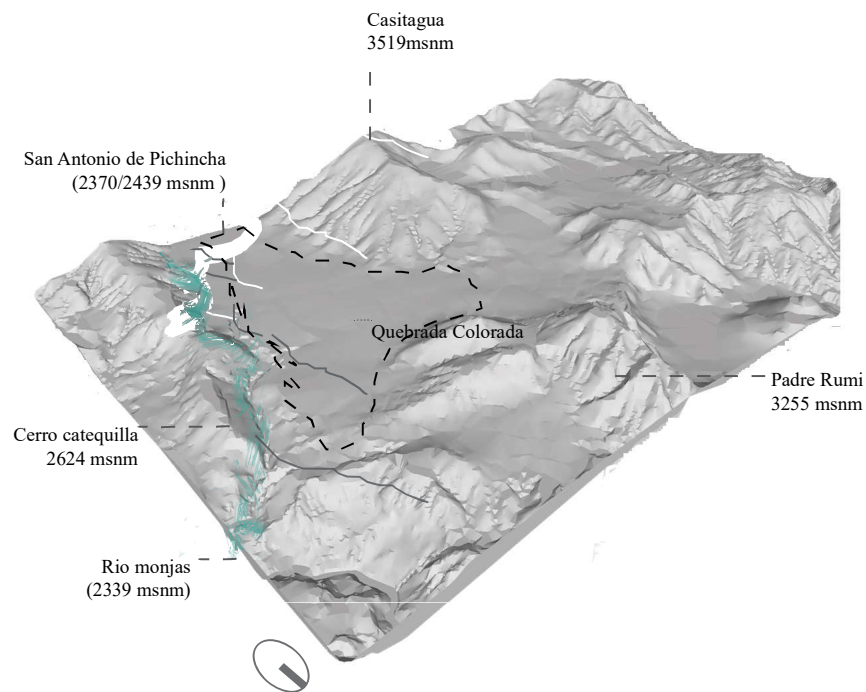 Casitagua
3519msnm
San Antonio de Pichincha
(2370/2439 msnm )
Quebrada Colorada
Padre Rumi
3255 msnm
Cerro catequilla
2624 msnm
Rio monjas
(2339 msnm)